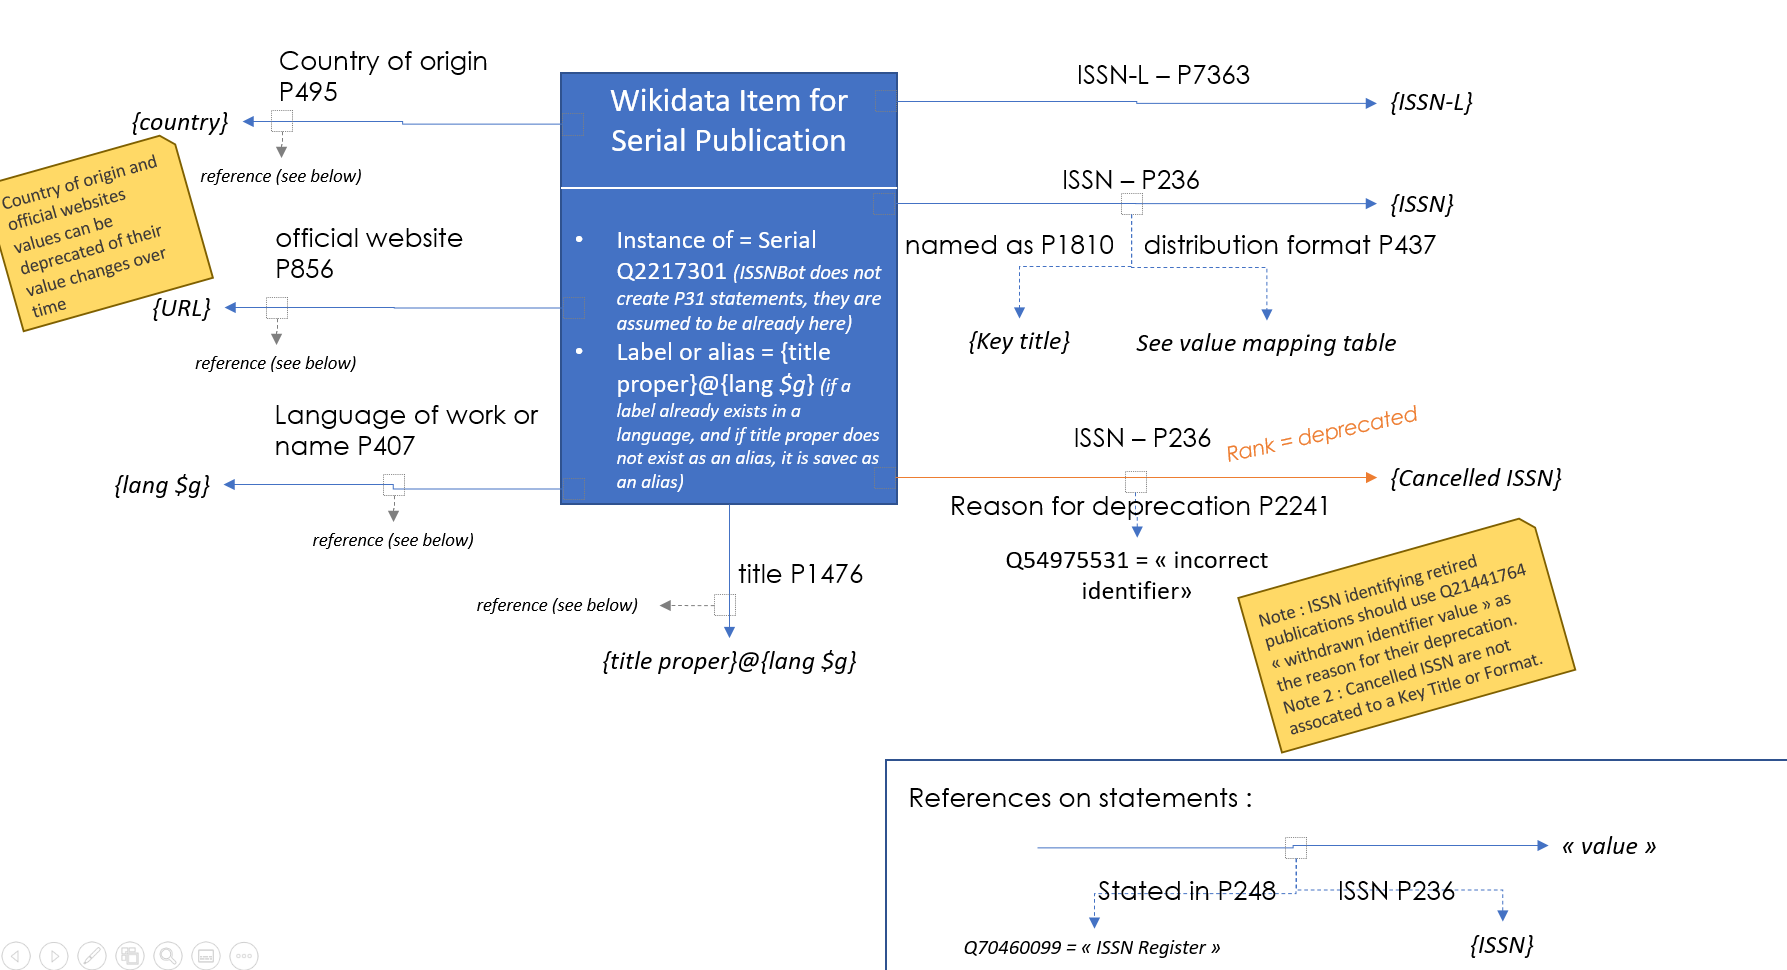 Country of origin
P495
{country}
reference (see below)
Country of origin and
official websites
values can be
deprecated of their
value changes over
time
official website
P856
{URL}
reference (see below)
Language of work or
name P407
{lang $g}
reference (see below)
Wikidata Item for
Serial Publication
• Instance of = Serial
Q2217301 (ISSNBot does not
create P31 statements, they are
assumed to be already here)
• Label or alias = {title
proper}@{lang $g} (if a
label already exists in a
language, and if title proper does
not exist as an alias, it is savec as
an alias)
title P1476
reference (see below)
{title proper}@{lang $g}
ISSN-L – P7363
{ISSN-L}
ISSN – P236
{ISSN}
named as P1810
distribution format P437
{Key title}
See value mapping table
ISSN – P236
Rank = deprecated
{Cancelled ISSN}
Reason for deprecation P2241
Q54975531 = « incorrect
identifier»
Note : ISSN identifying retired
publications should use Q21441764
« withdrawn identifier value » as
the reason for their deprecation.
Note 2 : Cancelled ISSN are not
assocated to a Key Title or Format.
References on statements :
« value »
Stated in P248
ISSN P236
Q70460099 = « ISSN Register »
{ISSN}